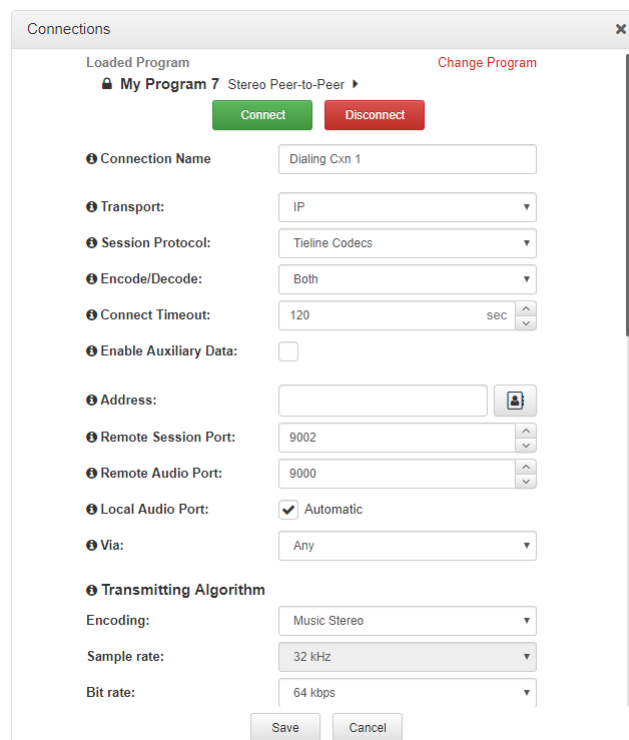 Connections
Loaded Program Change Program
My Program 7 Stereo Peer-to-Peer
Connect Disconnect
Connection Name Dialing Cxn 1
Transport: IP
Session Protocol: Tieline Codecs
Encode/Decode: Both
Connect Timeout: 120 sec
Enable Auxiliary Data:
Address:
Remote Session Port: 9002
Remote Audio Port: 9000
Local Audio Port: Automatic
Via: Any
Transmitting Algorithm
Encoding: Music Stereo
Sample rate: 32 kHz
Bit rate: 64 kbps
Save Cancel